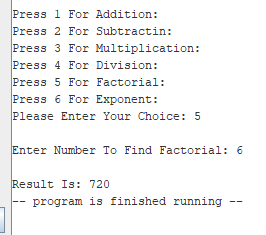 Press 1 For Addition:
Press 2 For Subtractin:
Press 3 For Multiplication:
Press 4 For Division:
Press 5 For Factorial:
Press 6 For Exponent:
Please Enter Your Choice: 5
Enter Number To Find Factorial: 6
Result Is: 720
-- program is finished running --